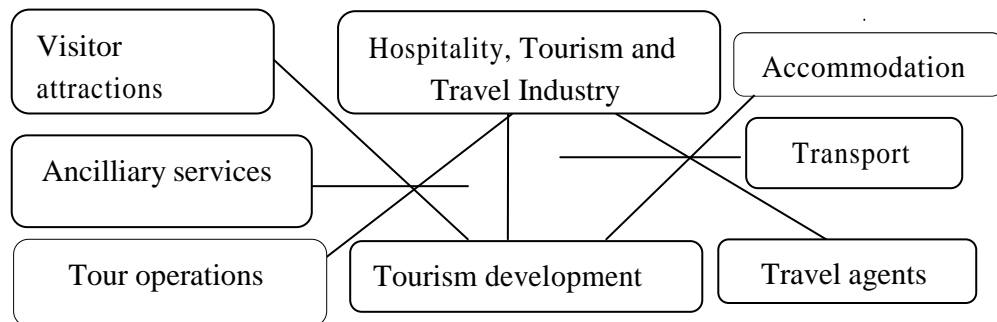 Visitor
attractions
Hospitality, Tourism and
Travel Industry
Accommodation
Ancilliary services
Transport
Tour operations
Tourism development
Travel agents